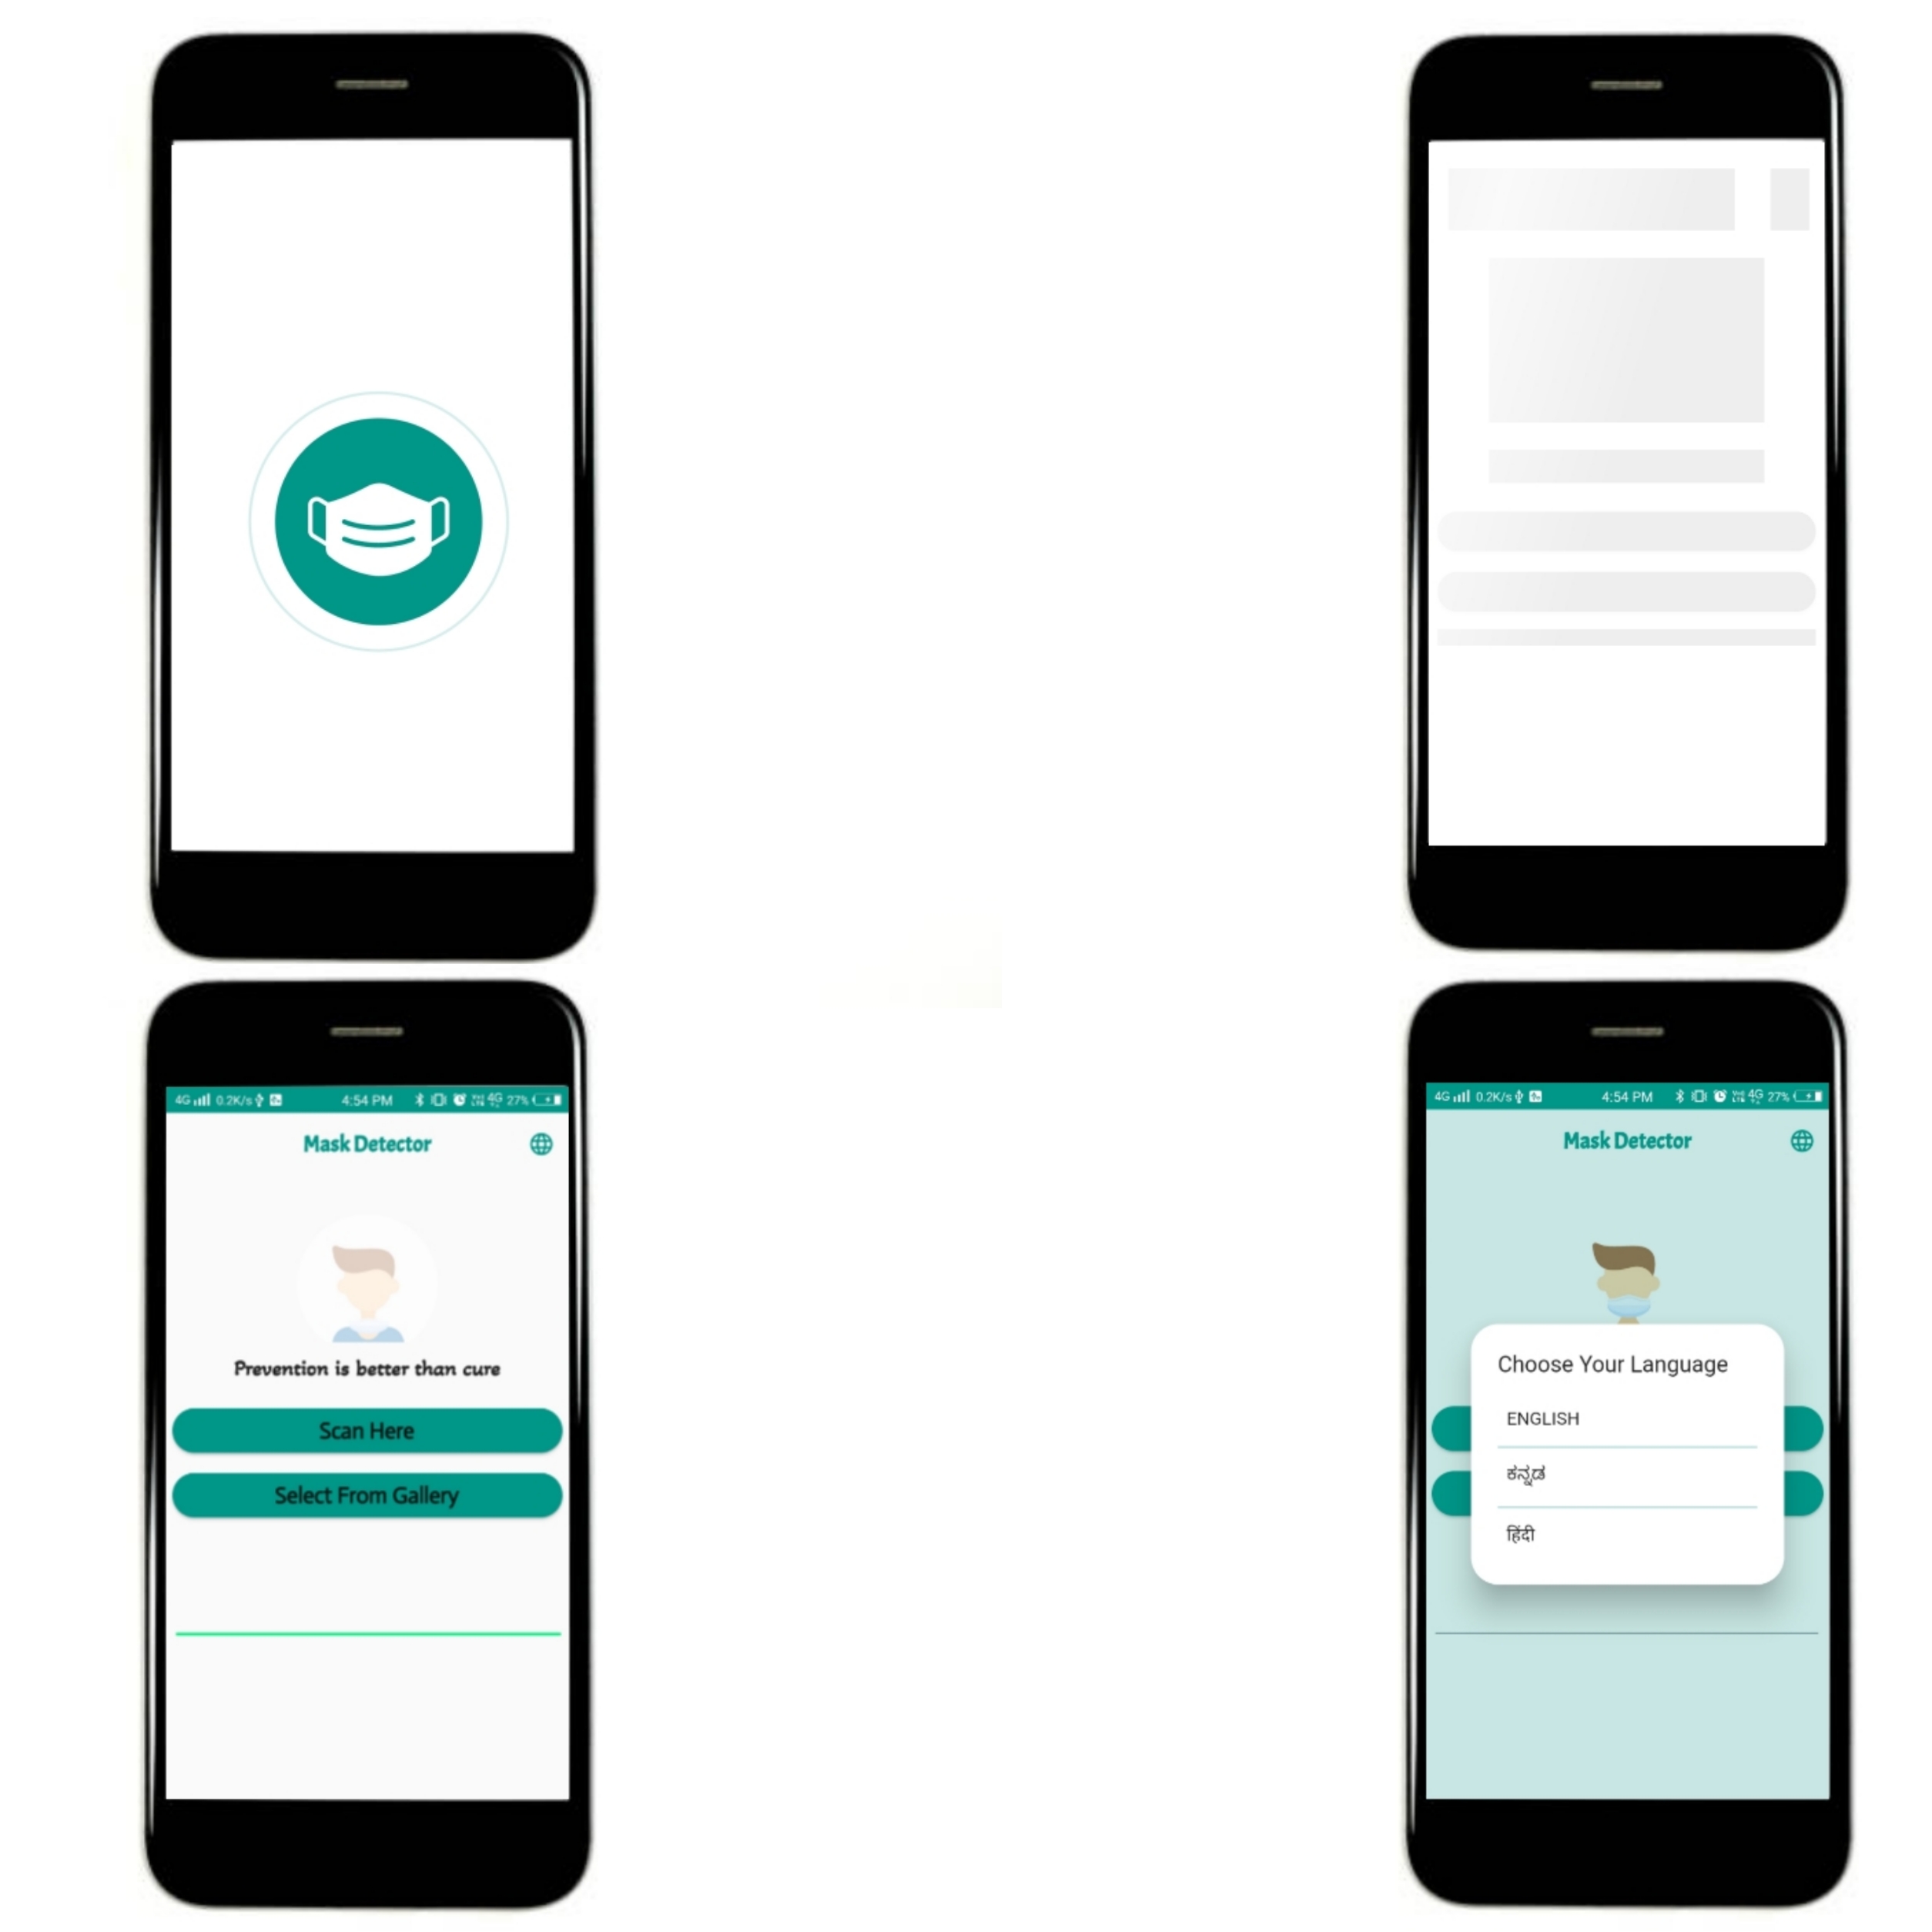 4G 0.2K/s 4:54 PM 4G 27%
Mask Detector
Prevention is better than cure
Scan Here
Select From Gallery
4G 0.2K/s 4:54 PM 4G 27%
Mask Detector
Choose Your Language
ENGLISH
ಕನ್ನಡ
हिंदी